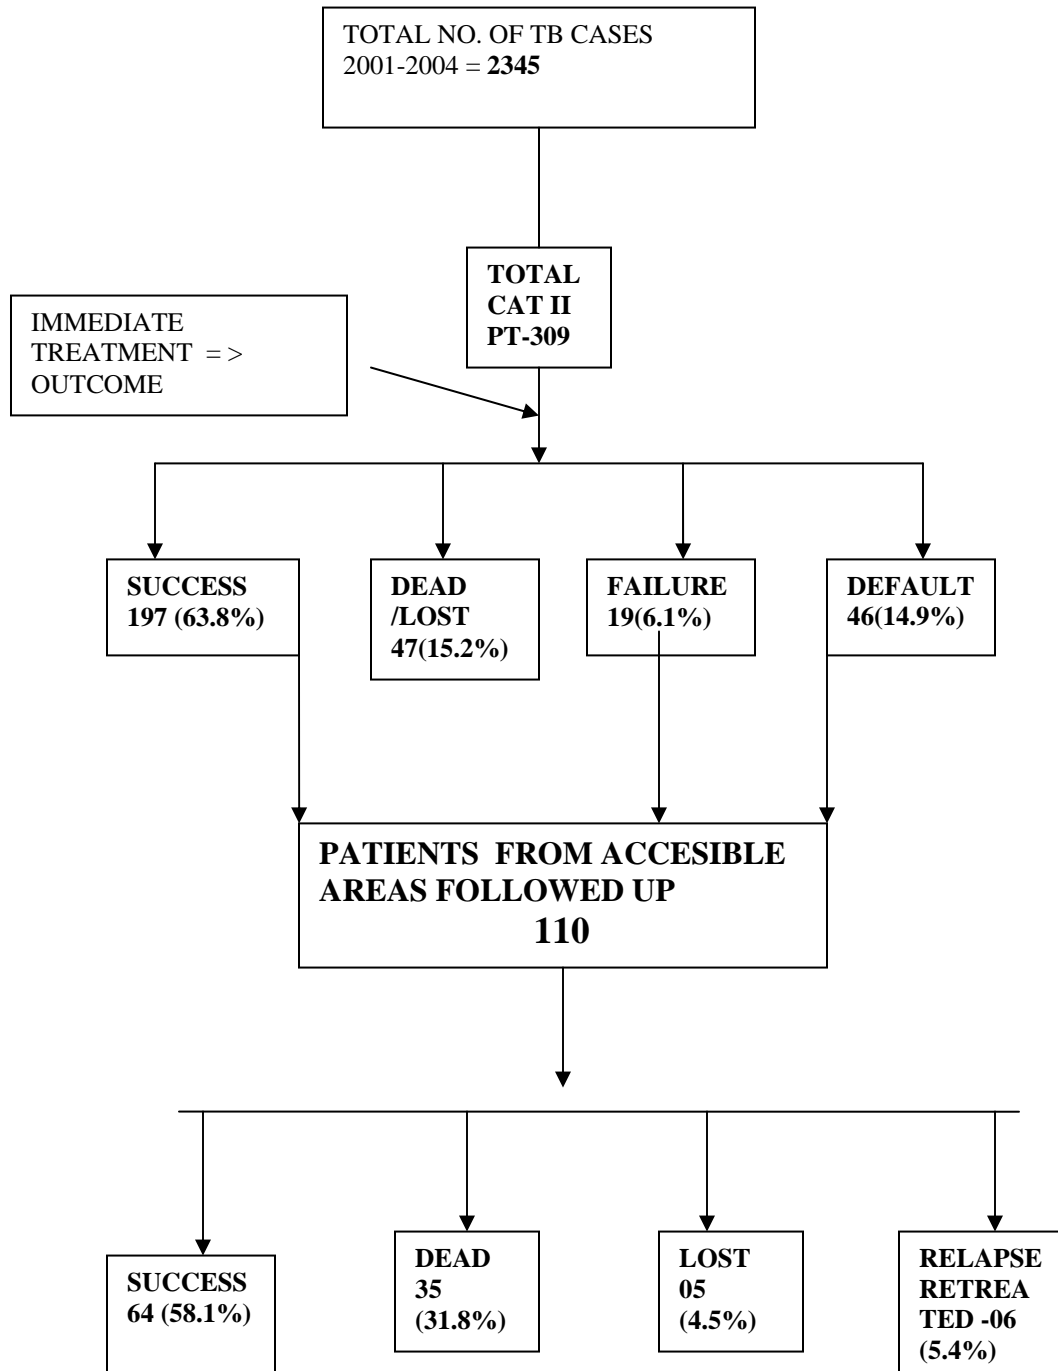 TOTAL NO. OF TB CASES
2001-2004 = 2345
TOTAL
CAT II
PT-309
IMMEDIATE
TREATMENT = >
OUTCOME
SUCCESS
197 (63.8%)
DEAD
/LOST
47(15.2%)
FAILURE
19(6.1%)
DEFAULT
46(14.9%)
PATIENTS FROM ACCESIBLE
AREAS FOLLOWED UP
110
SUCCESS
64 (58.1%)
DEAD
35
(31.8%)
LOST
05
(4.5%)
RELAPSE
RETREA
TED -06
(5.4%)